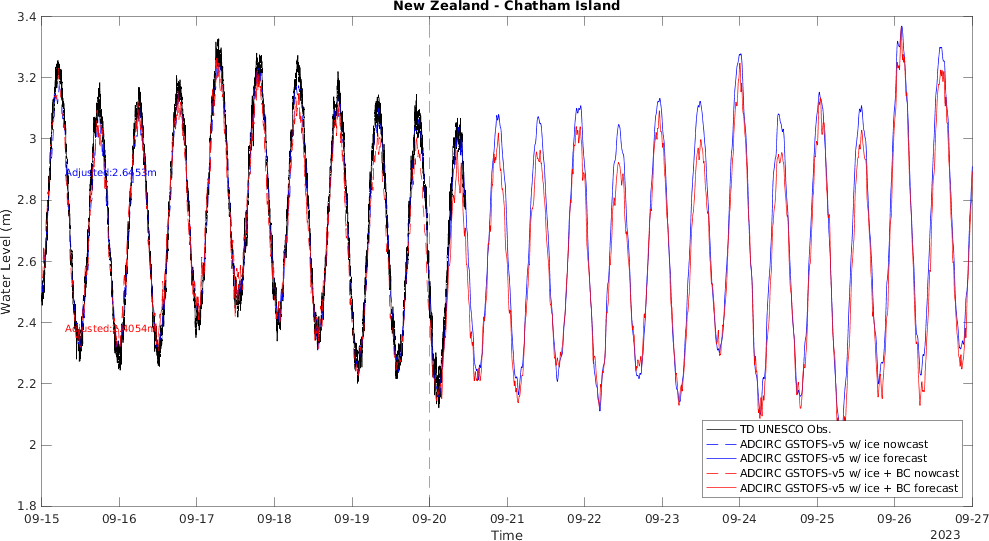 New Zealand - Chatham Island
3.4
3.2
3
2.8
2.6
2.4
2.2
2
1.8
Water Level (m)
Adjusted:2.6453m
TD UNESCO Obs.
ADCIRC GSTOFS-v5 w/ ice nowcast
ADCIRC GSTOFS-v5 w/ ice forecast
ADCIRC GSTOFS-v5 w/ ice + BC nowcast
ADCIRC GSTOFS-v5 w/ ice + BC forecast
09-15 09-16 09-17 09-18 09-19 09-20 09-21 09-22 09-23 09-24 09-25 09-26 09-27
Time
2023